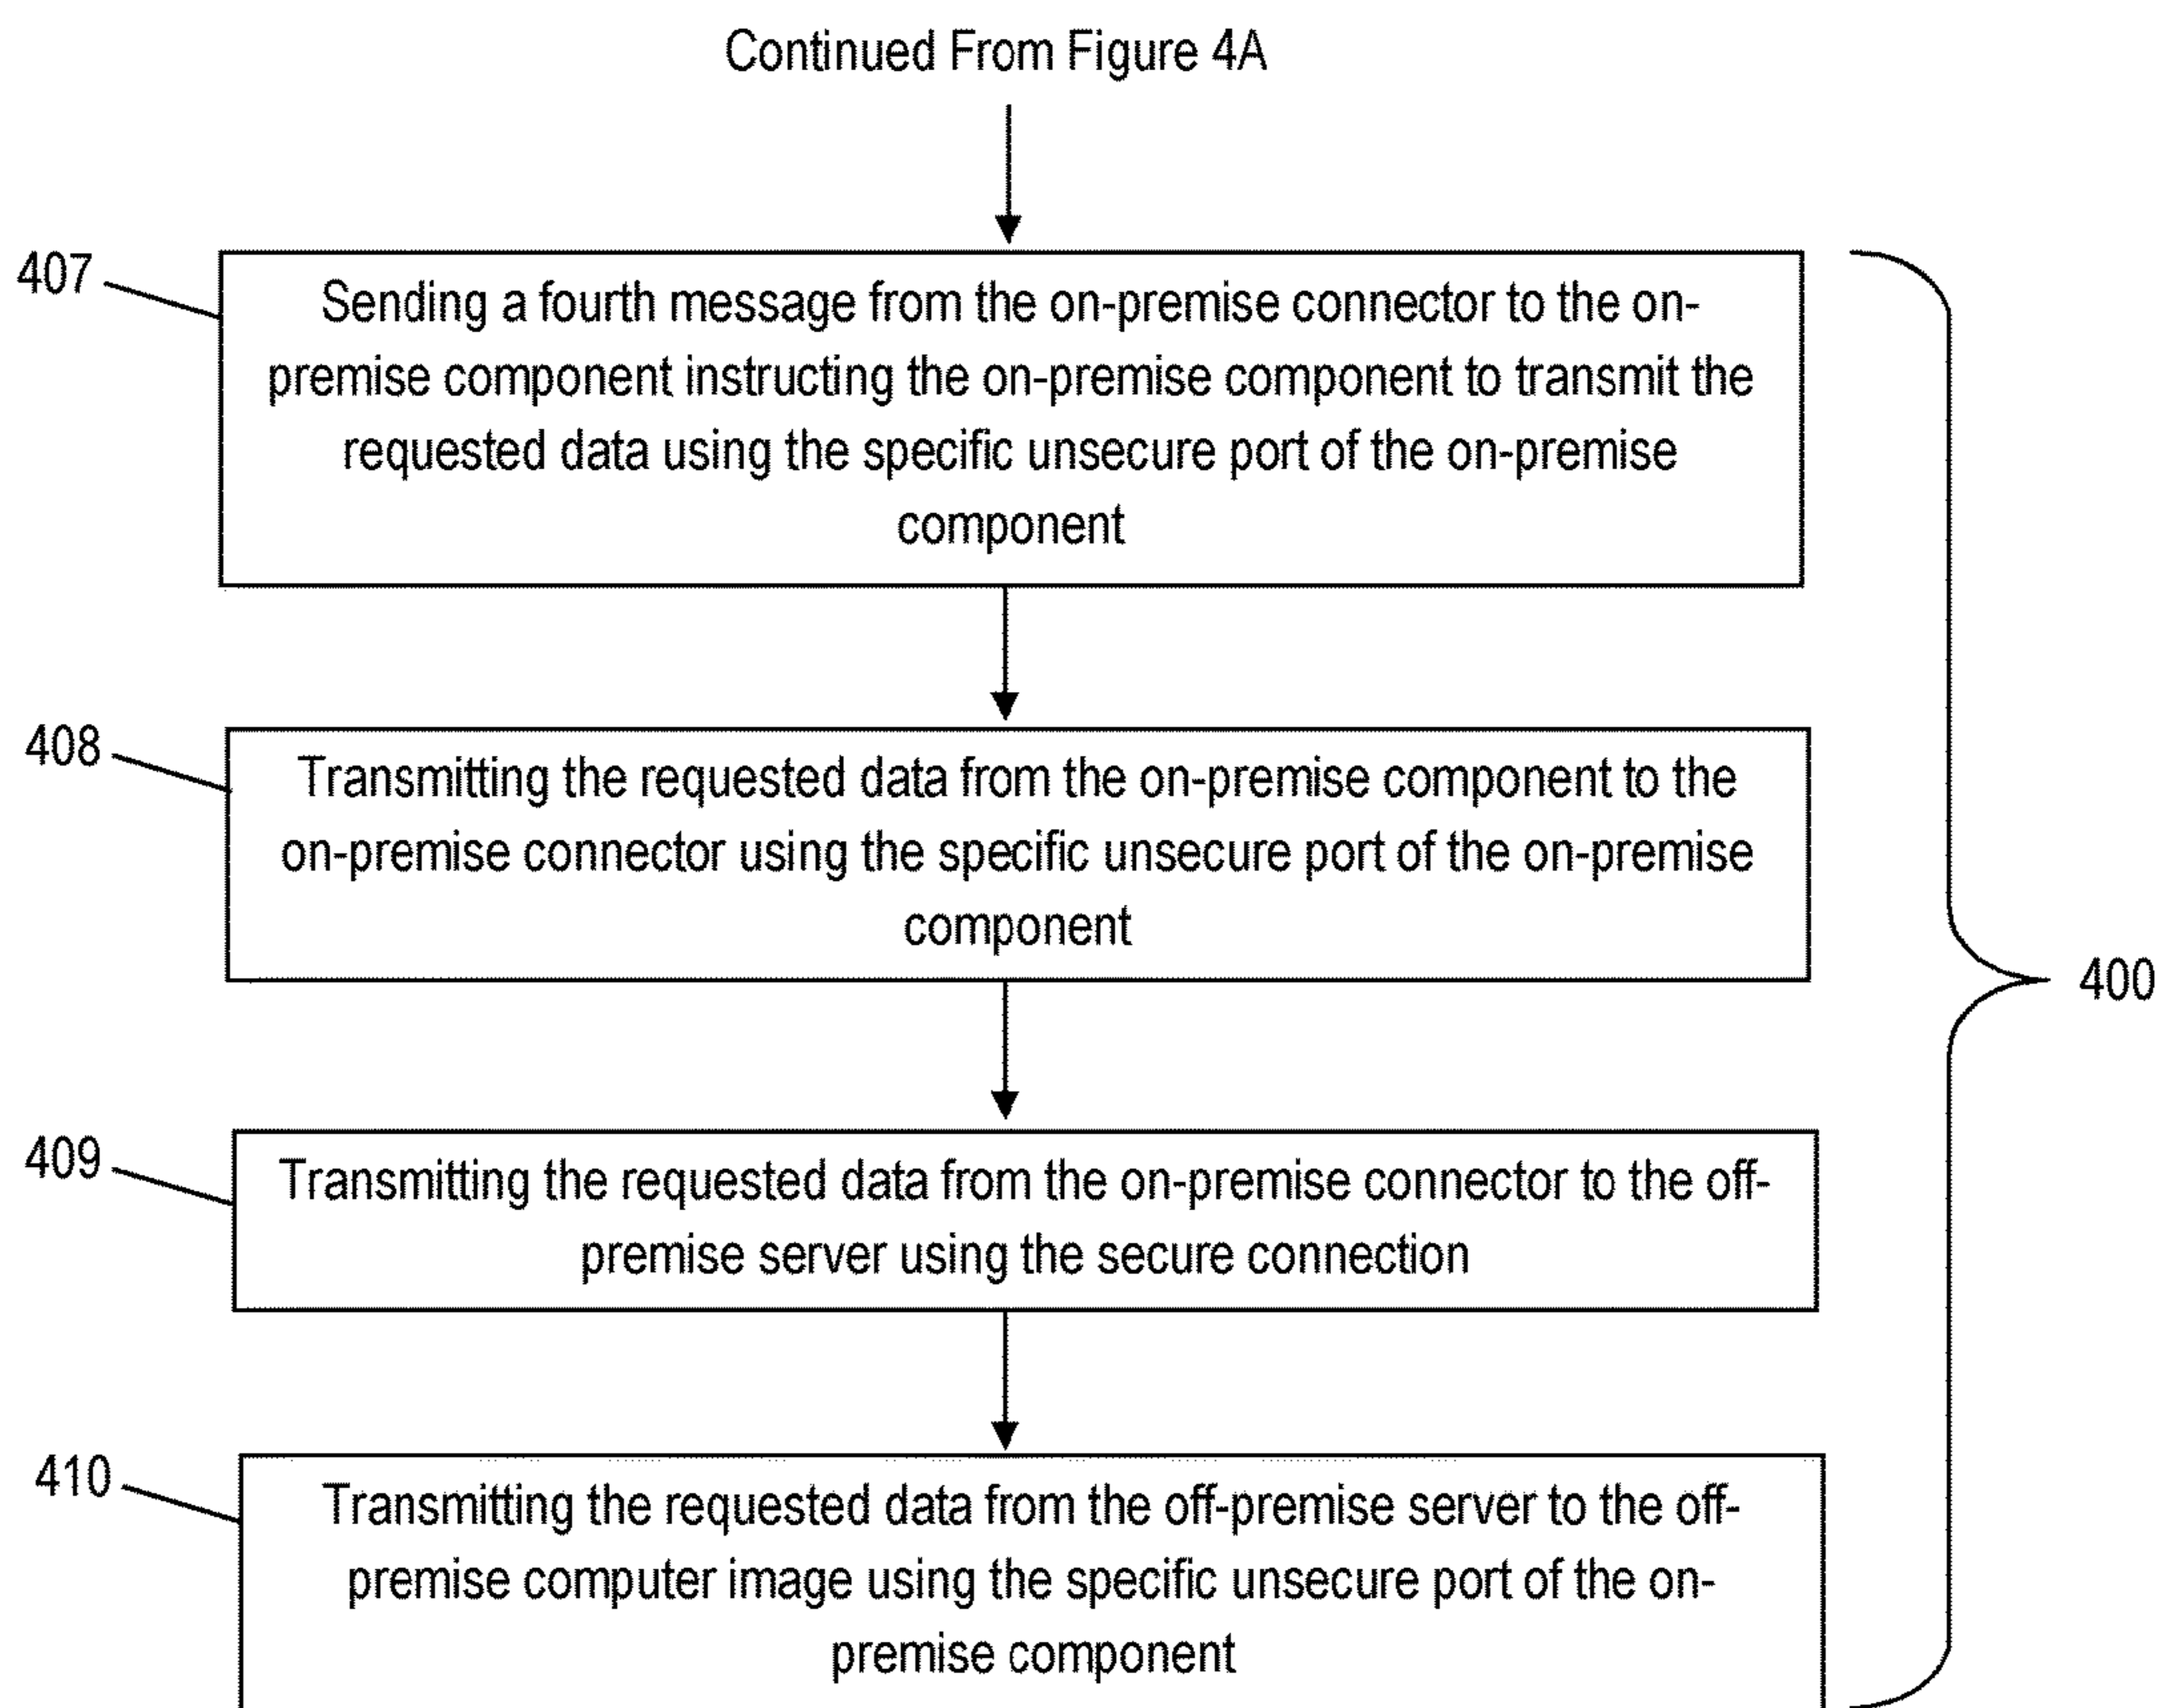 Continued From Figure 4A
407
Sending a fourth message from the on-premise connector to the on-
premise component instructing the on-premise component to transmit the
requested data using the specific unsecure port of the on-premise
component
408
Transmitting the requested data from the on-premise component to the
on-premise connector using the specific unsecure port of the on-premise
component
400
409
Transmitting the requested data from the on-premise connector to the off-
premise server using the secure connection
410
Transmitting the requested data from the off-premise server to the off-
premise computer image using the specific unsecure port of the on-
premise component